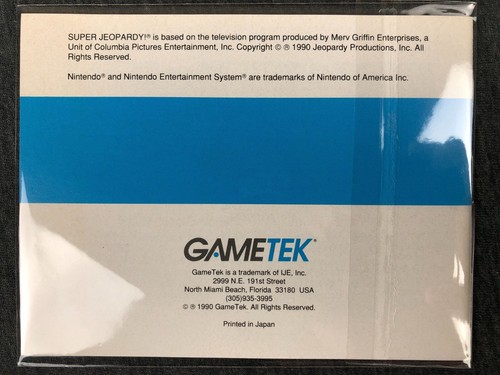 SUPER JEOPARDY!® is based on the television program produced by Merv Griffin Enterprises, a
Unit of Columbia Pictures Entertainment, Inc. Copyright © ® 1990 Jeopardy Productions, Inc. All
Rights Reserved.
Nintendo® and Nintendo Entertainment System® are trademarks of Nintendo of America Inc.
GAMETEK®
GameTek is a trademark of IJE, Inc.
2999 N.E. 191st Street
North Miami Beach, Florida 33180 USA
(305)935-3995
© ® 1990 GameTek. All Rights Reserved.
Printed in Japan